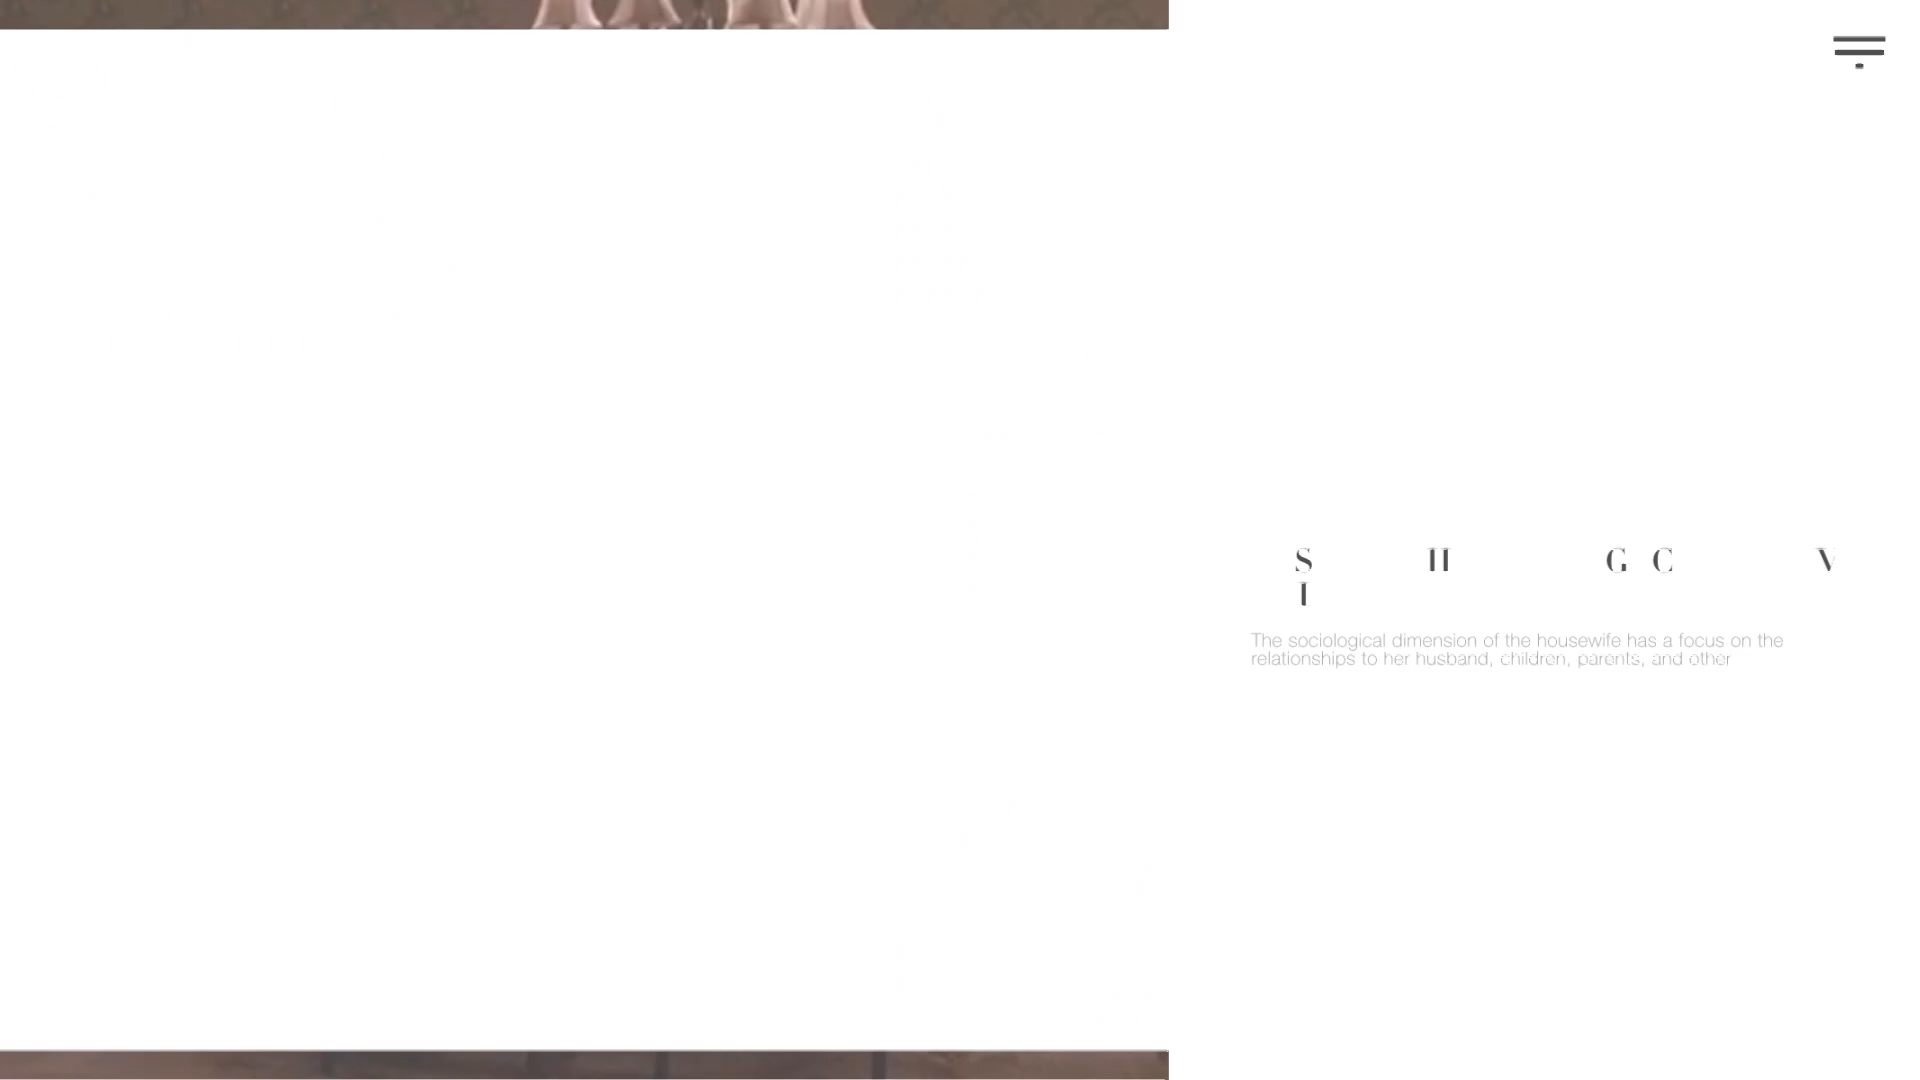 S H G C V
I
The sociological dimension of the housewife has a focus on the
relationships to her husband, children, parents, and other